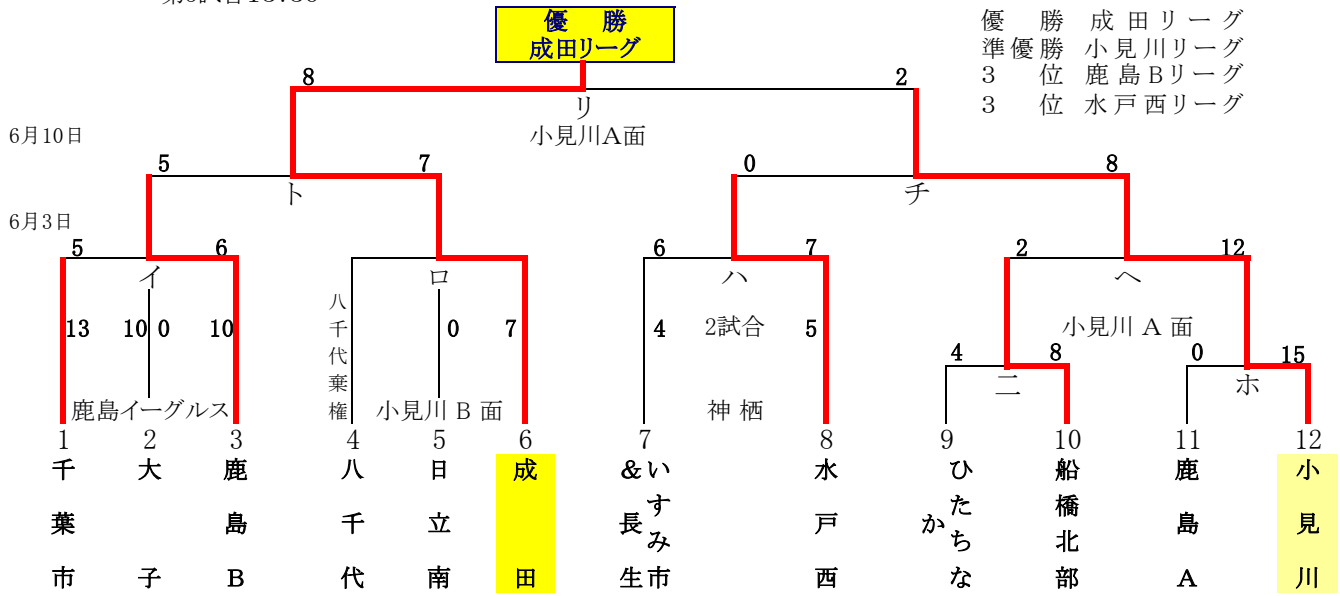 優 勝
成田リーグ
優 勝 成田リーグ
準優勝 小見川リーグ
3 位 鹿島Bリーグ
3 位 水戸西リーグ
8
2
リ
小見川A面
6月10日
5
7
0
8
ト
チ
6月3日
5
6
6
7
2
12
イ
ロ
ハ
ヘ
13
10
0
10
八千代棄権
0
7
4
2試合
5
小見川 A 面
4
8
0
15
ニ
ホ
鹿島イーグルス
小見川 B 面
神 栖
1
2
3
4
5
6
7
8
9
10
11
12
千葉市
大子
鹿島B
八千代
日立南
成田
いすみ市
&長生
水戸西
ひたちな
か
船橋北部
鹿島A
小見川